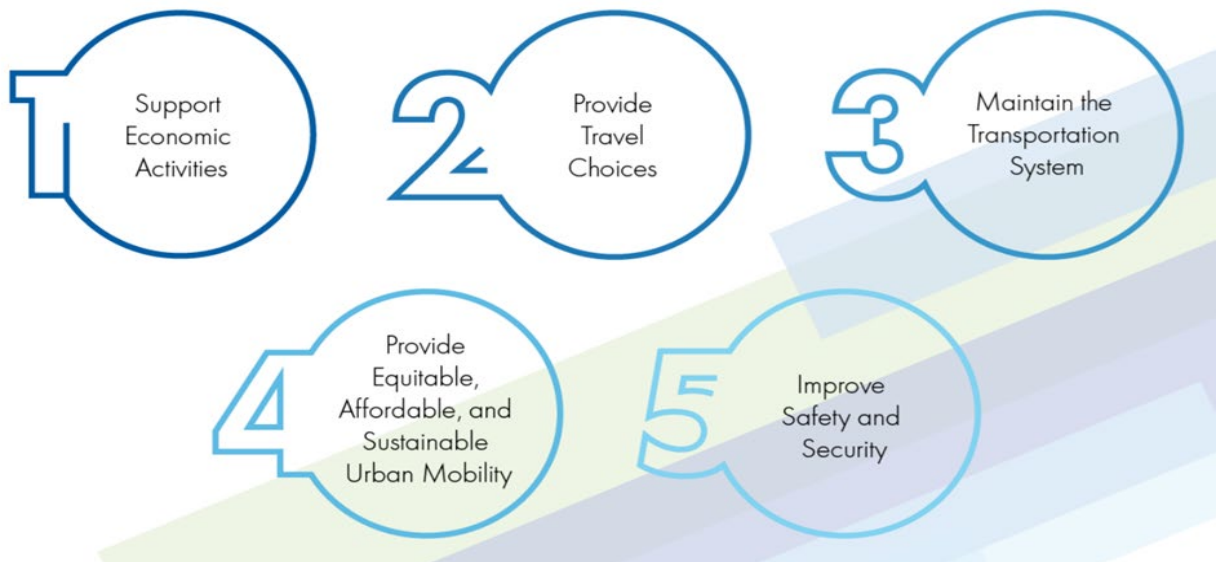 1
Support
Economic
Activities
2
Provide
Travel
Choices
3
Maintain the
Transportation
System
4
Provide
Equitable,
Affordable, and
Sustainable
Urban Mobility
5
Improve
Safety and
Security